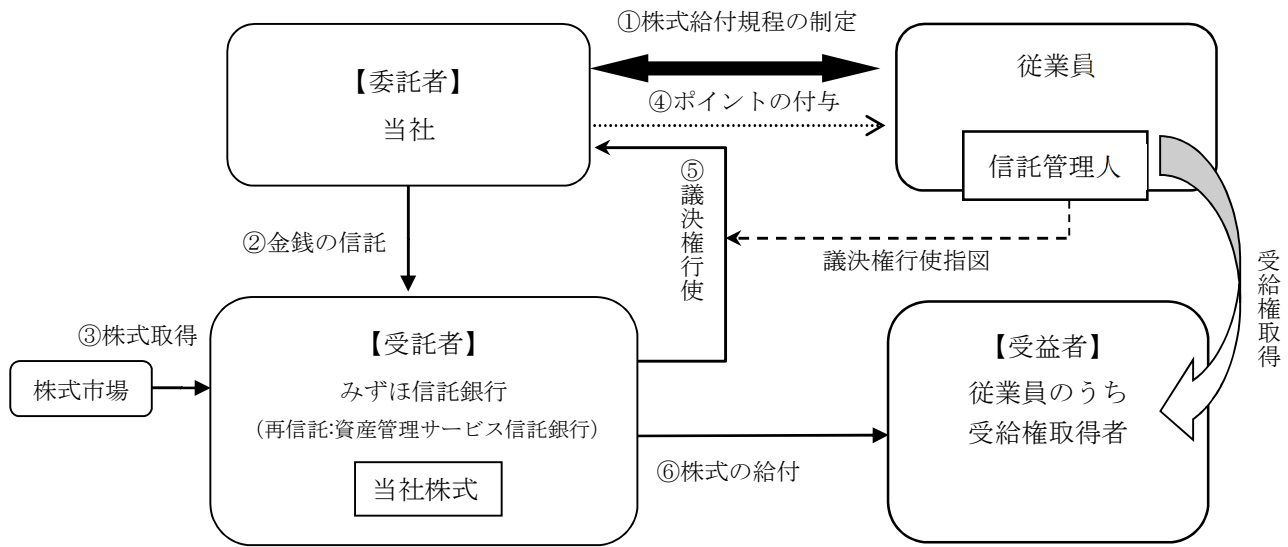 ①株式給付規程の制定
【委託者】
当社
従業員
④ポイントの付与
信託管理人
⑤議決権行使
②金銭の信託
議決権行使指図
受給権取得
③株式取得
株式市場
【受託者】
みずほ信託銀行
(再信託:資産管理サービス信託銀行)
当社株式
【受益者】
従業員のうち
受給権取得者
⑥株式の給付